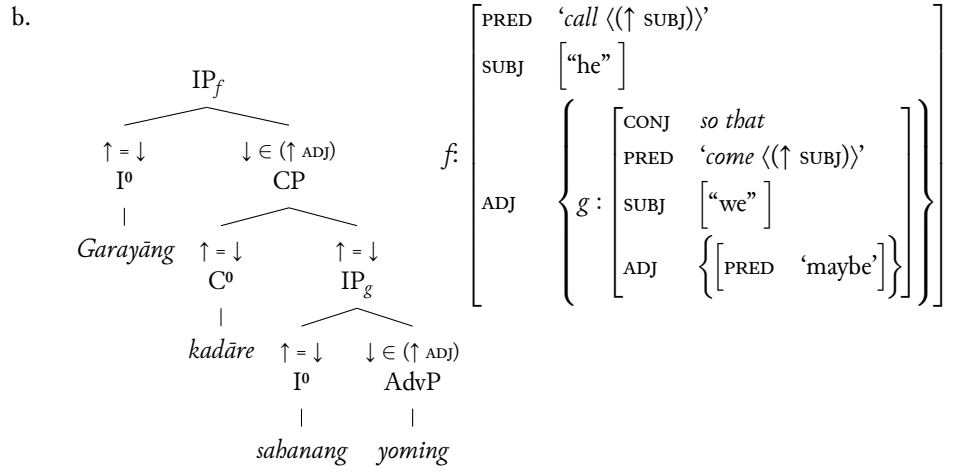 b.
IP_f
↑ = ↓ ↓ ∈ (↑ ADJ)
I⁰ CP
Garayāng
↑ = ↓ ↑ = ↓
C⁰ IP_g
kadāre
↑ = ↓ ↓ ∈ (↑ ADJ)
I⁰ AdvP
sahanang yoming
f:
PRED ‘call ⟨(↑ SUBJ)⟩’
SUBJ [“he”]
ADJ { g : [
CONJ so that
PRED ‘come ⟨(↑ SUBJ)⟩’
SUBJ [“we”]
ADJ {[PRED ‘maybe’]}
] }